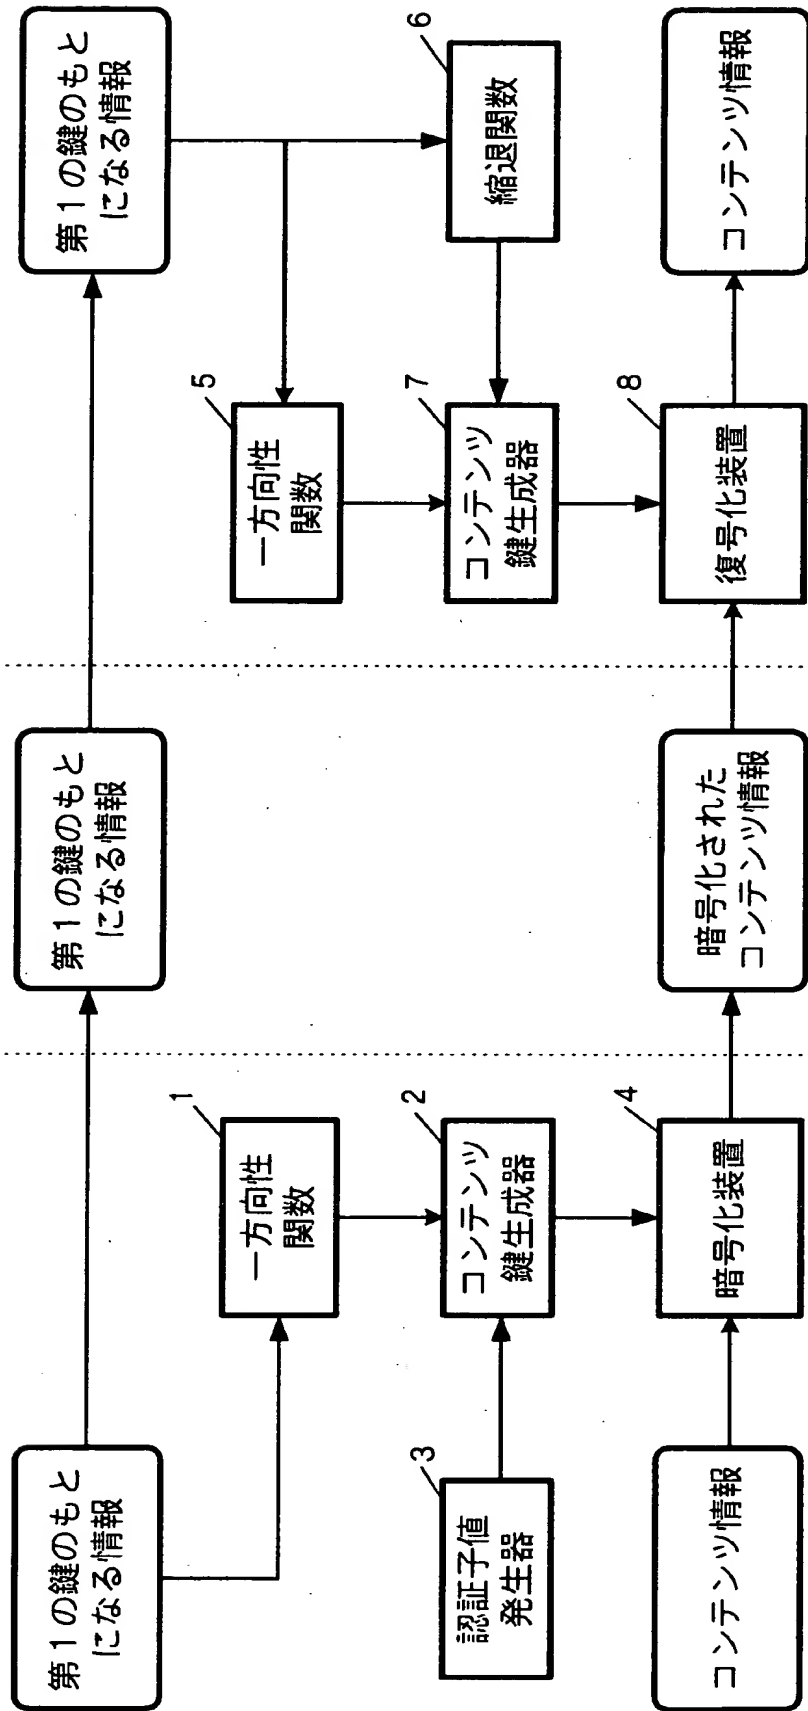 第1の鍵のもと
になる情報
第1の鍵のもと
になる情報
第1の鍵のもと
になる情報
1
一方向性
関数
5
一方向性
関数
3
認証子値
発生器
2
コンテンツ
鍵生成器
7
コンテンツ
鍵生成器
6
縮退関数
コンテンツ情報
4
暗号化装置
暗号化された
コンテンツ情報
8
復号化装置
コンテンツ情報